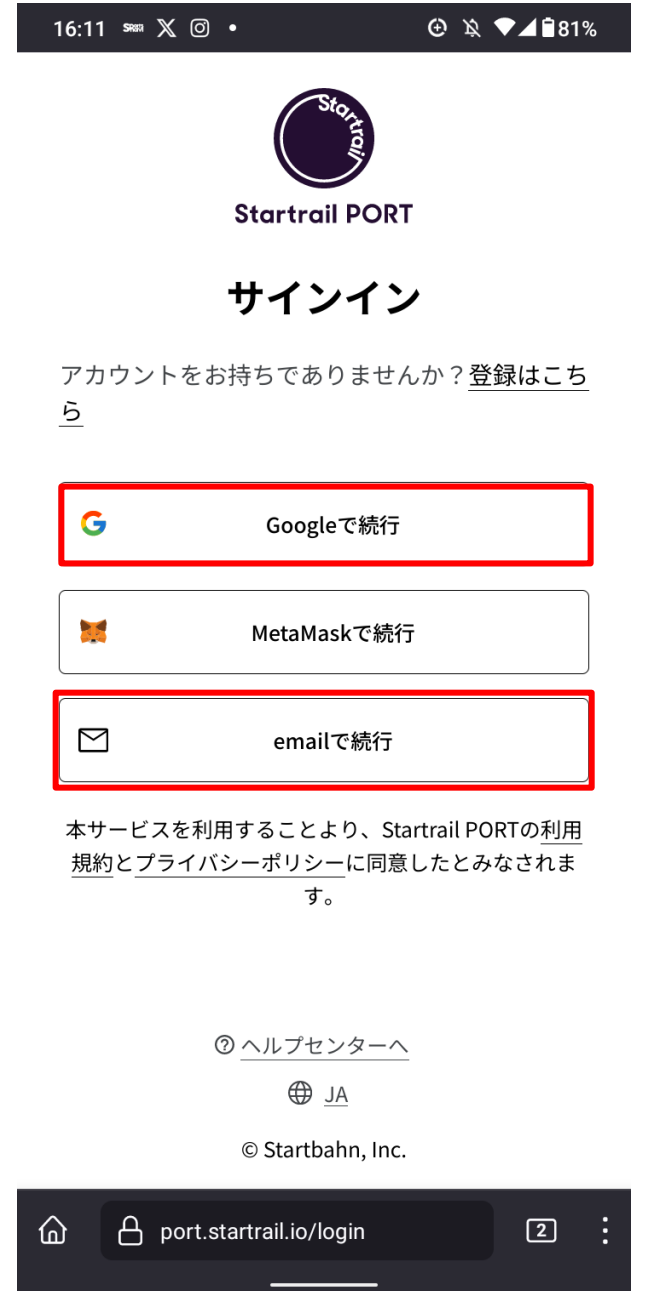 16:11 SRIXI 81%
Startrail
Startrail PORT
サインイン
アカウントをお持ちでありませんか？登録はこち
ら
Googleで続行
MetaMaskで続行
emailで続行
本サービスを利用することより、Startrail PORTの利用
規約とプライバシーポリシーに同意したとみなされま
す。
ヘルプセンターへ
JA
© Startbahn, Inc.
port.startrail.io/login 2